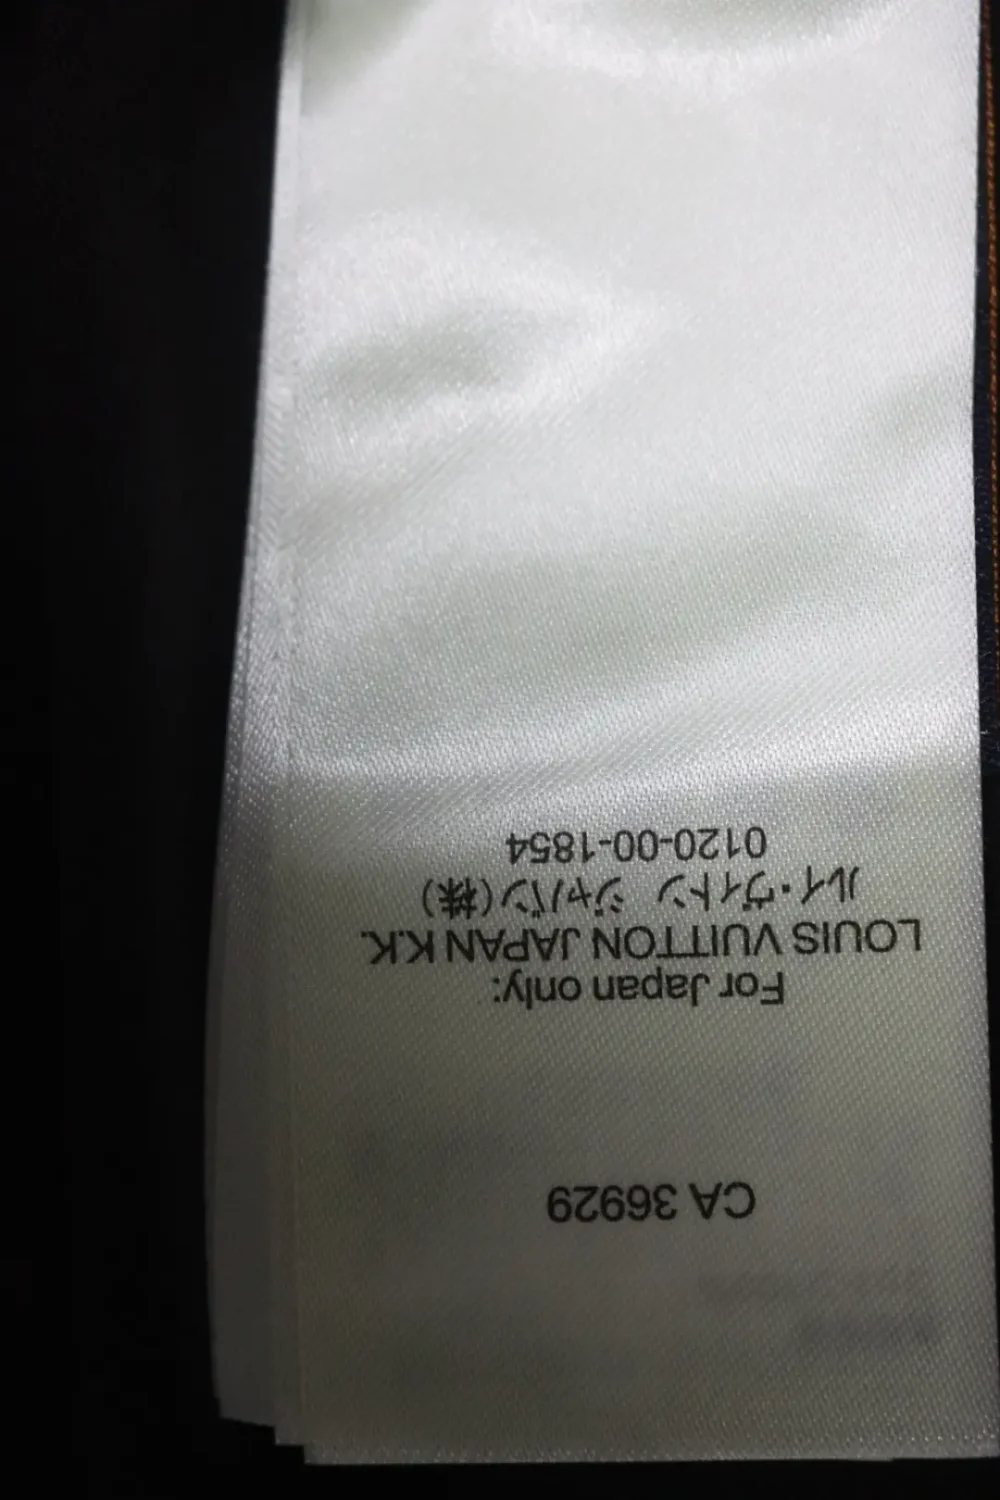 CA 36929
For Japan only:
LOUIS VUITTON JAPAN K.K.
ルイ・ヴィトン ジャパン(株)
0120-00-1854